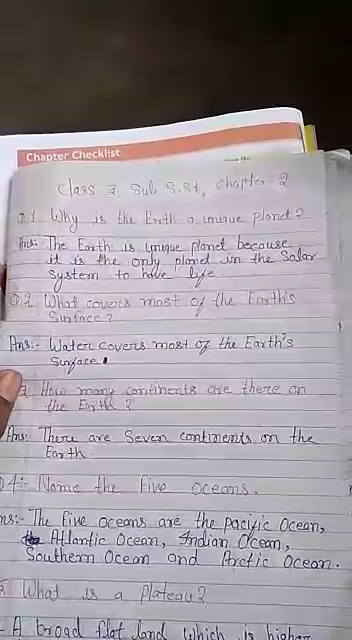 Chapter Checklist
Class 3 Sub S.St, Chapter-2
Q.1 Why is the Earth a unique planet?
Ans:- The Earth is unique planet because
it is the only planet in the Solar
System to have life
Q.2 What covers most of the Earth's
Surface?
Ans:- Water covers most of the Earth's
Surface.
How many continents are there on
the Earth?
Ans: There are Seven continents on the
Earth.
Q4:- Name the five oceans.
ns:- The five oceans are the pacific Ocean,
Atlantic Ocean, Indian Ocean,
Southern Ocean and Arctic Ocean.
What is a Plateau?
- A broad flat land which is higher